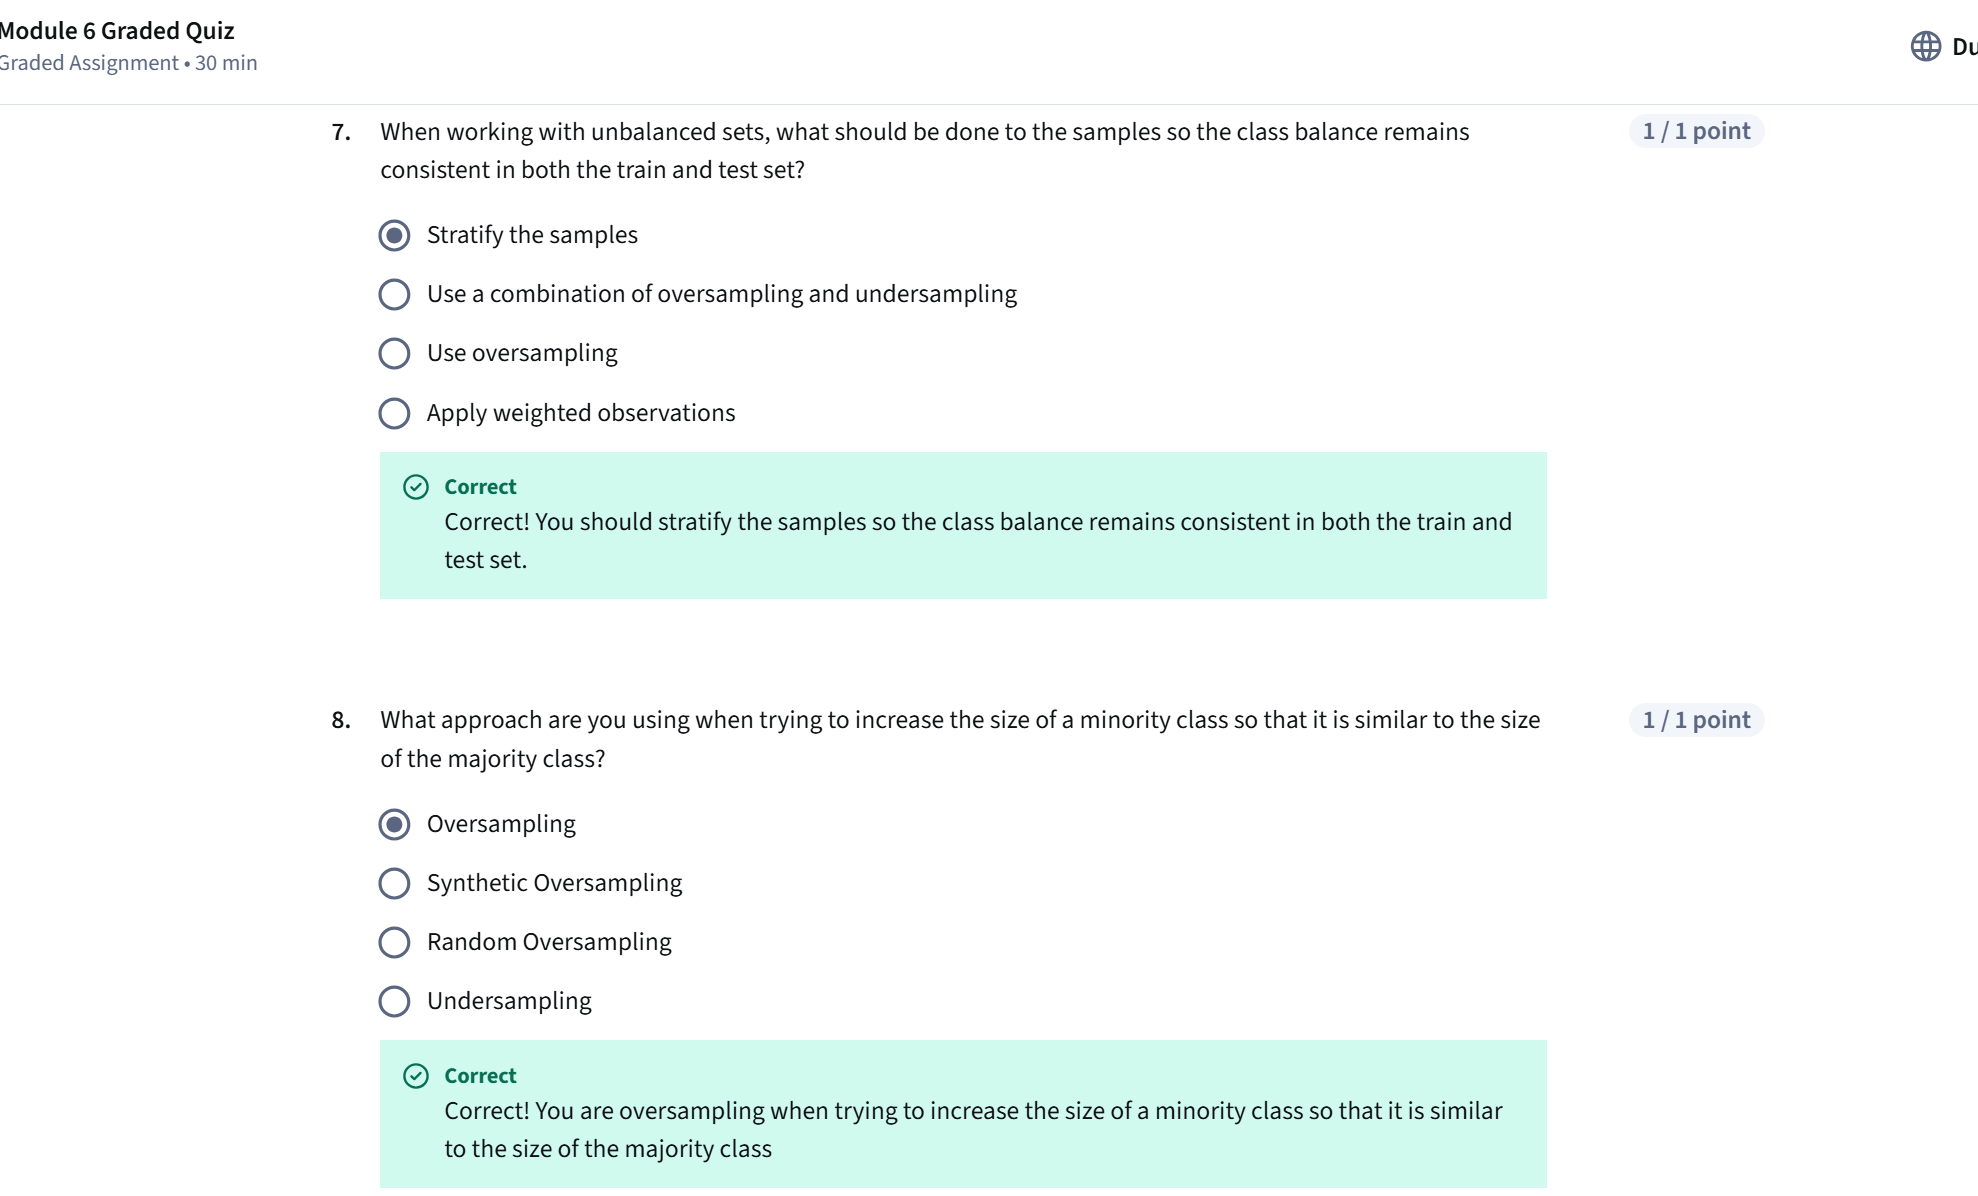 Module 6 Graded Quiz
Graded Assignment • 30 min
Du
7. When working with unbalanced sets, what should be done to the samples so the class balance remains
consistent in both the train and test set?
1 / 1 point
Stratify the samples
Use a combination of oversampling and undersampling
Use oversampling
Apply weighted observations
Correct
Correct! You should stratify the samples so the class balance remains consistent in both the train and
test set.
8. What approach are you using when trying to increase the size of a minority class so that it is similar to the size
of the majority class?
1 / 1 point
Oversampling
Synthetic Oversampling
Random Oversampling
Undersampling
Correct
Correct! You are oversampling when trying to increase the size of a minority class so that it is similar
to the size of the majority class